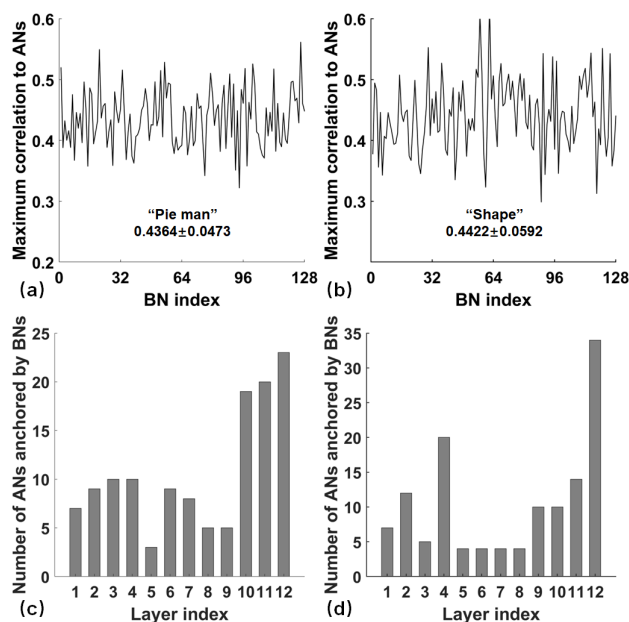 Maximum correlation to ANs
0.6
0.5
0.4
0.3
0.2
"Pie man"
0.4364±0.0473
0 32 64 96 128
BN index
(a)
Maximum correlation to ANs
0.6
0.5
0.4
0.3
0.2
"Shape"
0.4422±0.0592
0 32 64 96 128
BN index
(b)
Number of ANs anchored by BNs
25
20
15
10
5
0
1 2 3 4 5 6 7 8 9 10 11 12
Layer index
(c)
Number of ANs anchored by BNs
35
30
25
20
15
10
5
0
1 2 3 4 5 6 7 8 9 10 11 12
Layer index
(d)